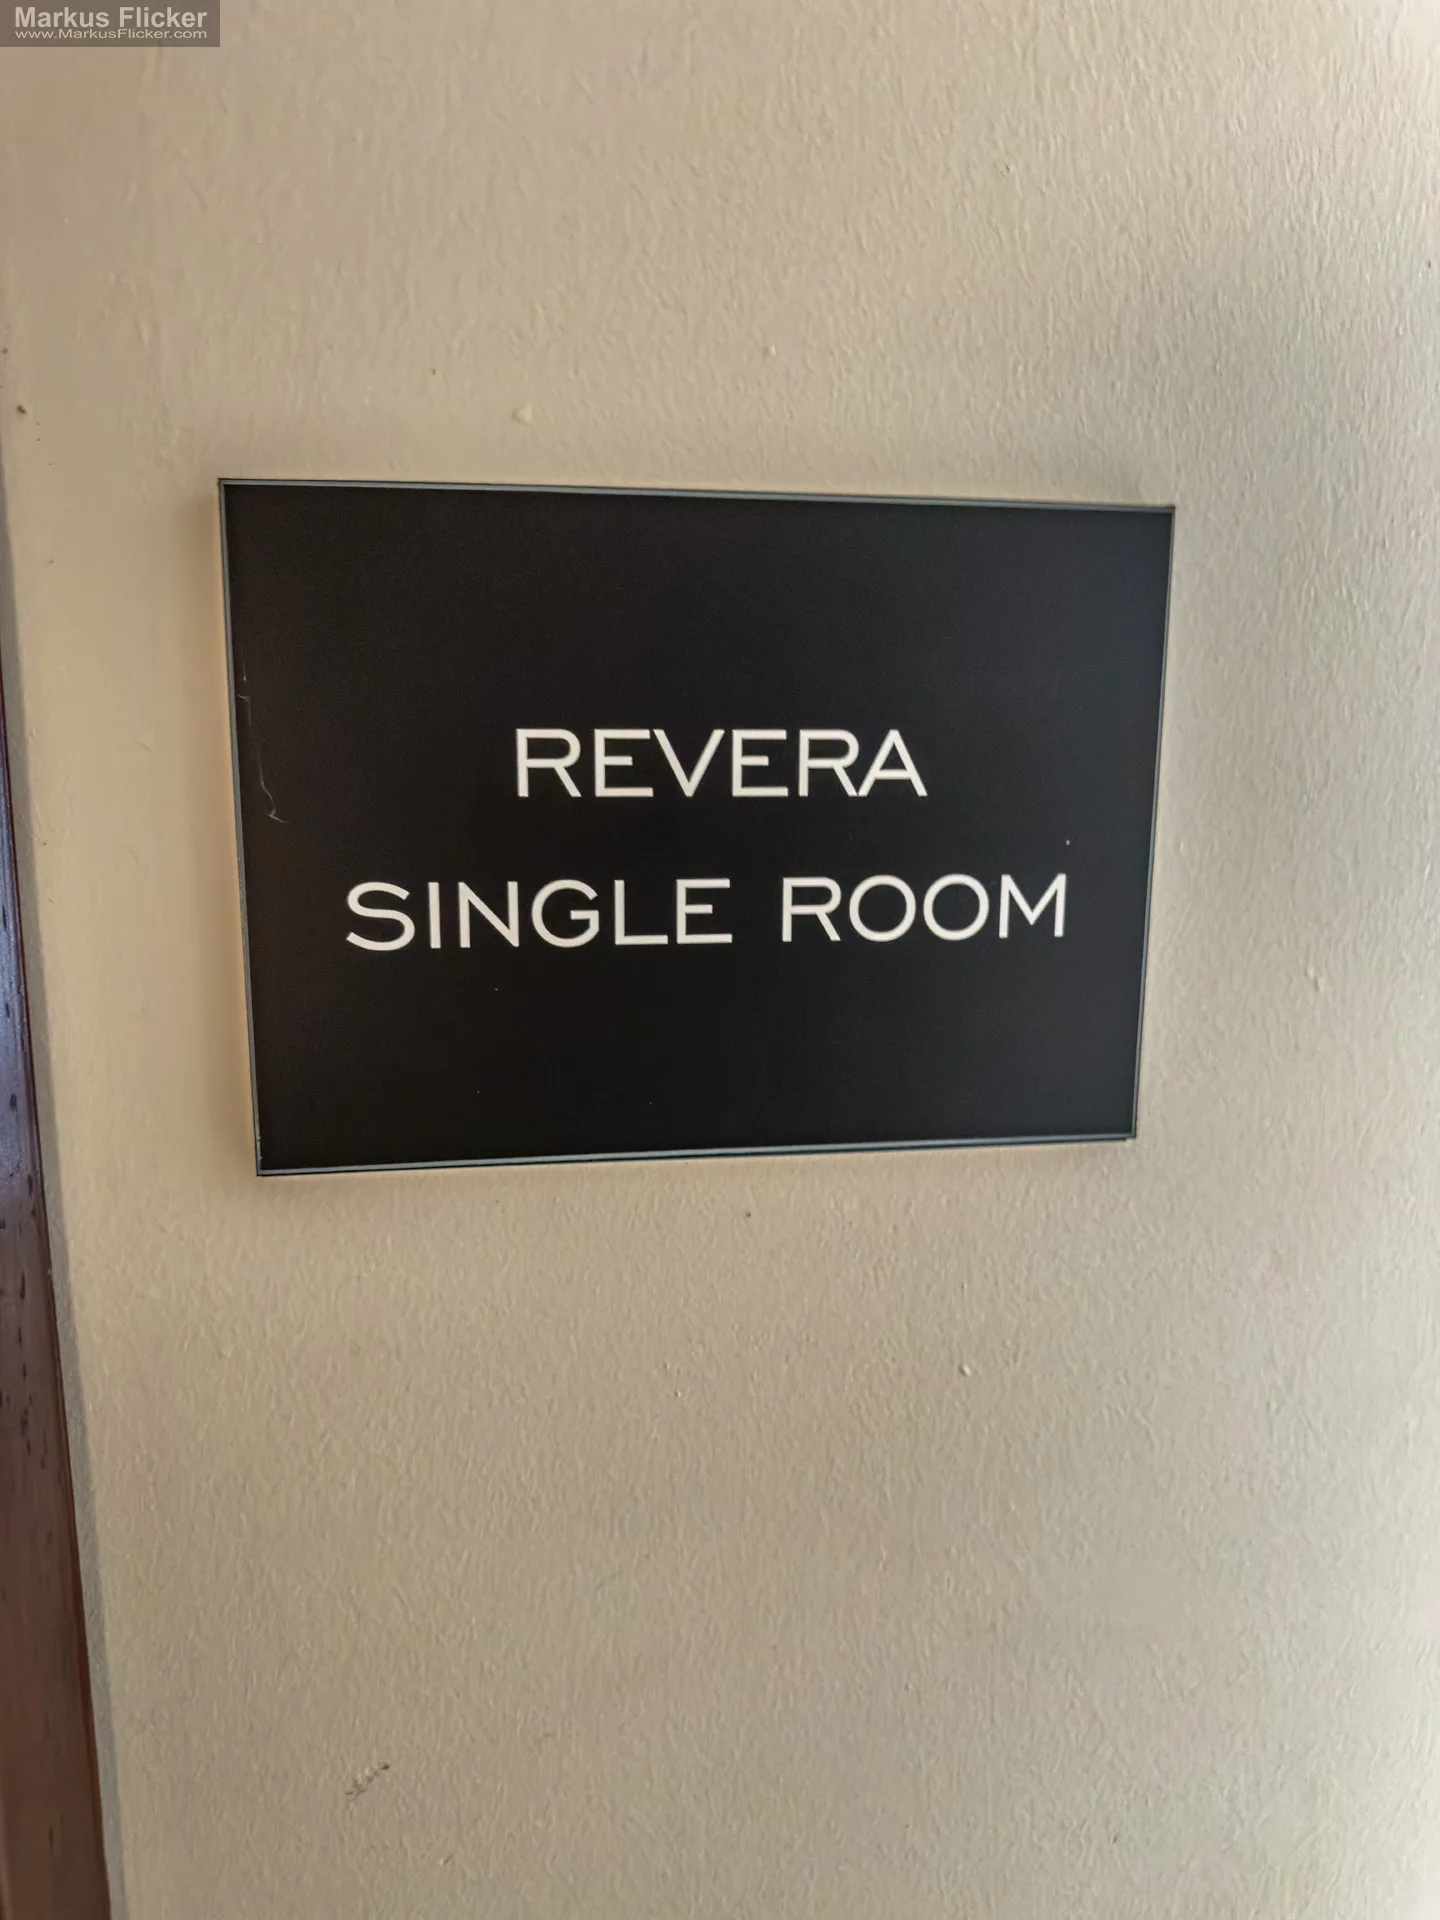 Markus Flicker
www.MarkusFlicker.com
REVERA
SINGLE ROOM